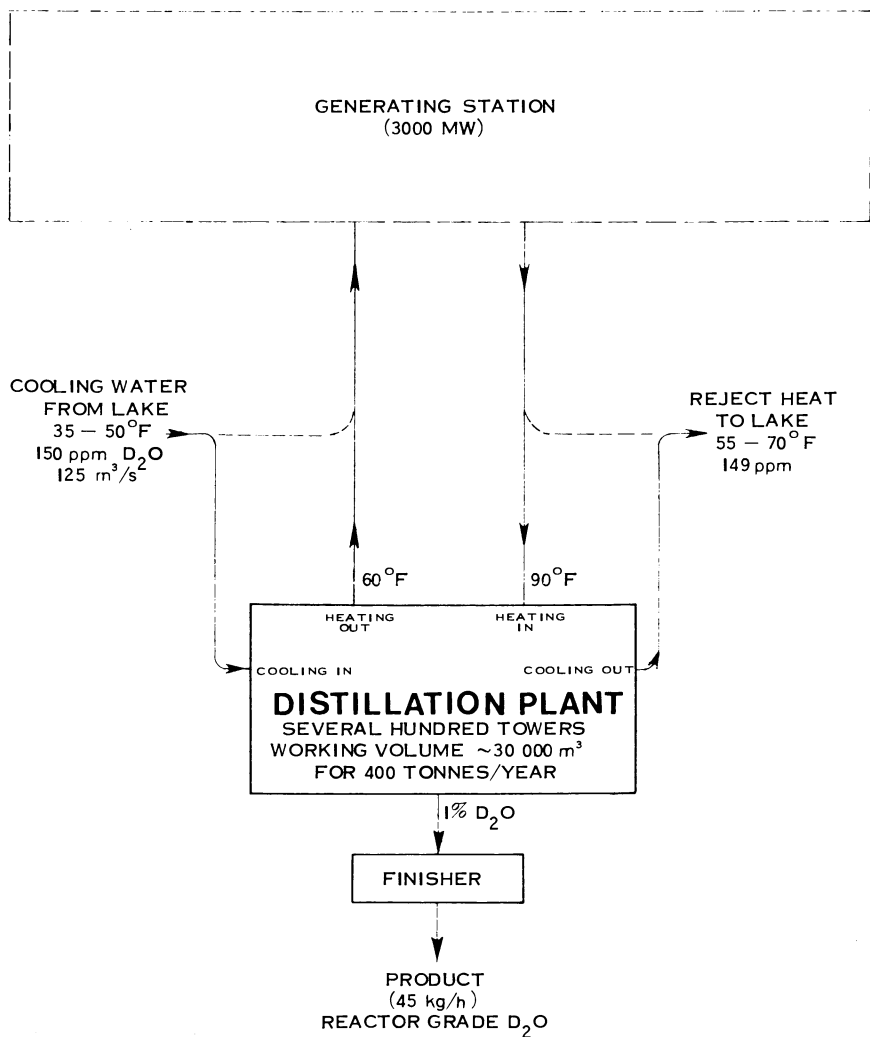 GENERATING STATION
(3000 MW)
COOLING WATER
FROM LAKE
35 – 50°F
150 ppm D₂O
125 m³/s
REJECT HEAT
TO LAKE
55 – 70°F
149 ppm
60°F
90°F
HEATING
OUT
HEATING
IN
COOLING IN
COOLING OUT
DISTILLATION PLANT
SEVERAL HUNDRED TOWERS
WORKING VOLUME ~30 000 m³
FOR 400 TONNES/YEAR
1% D₂O
FINISHER
PRODUCT
(45 kg/h)
REACTOR GRADE D₂O